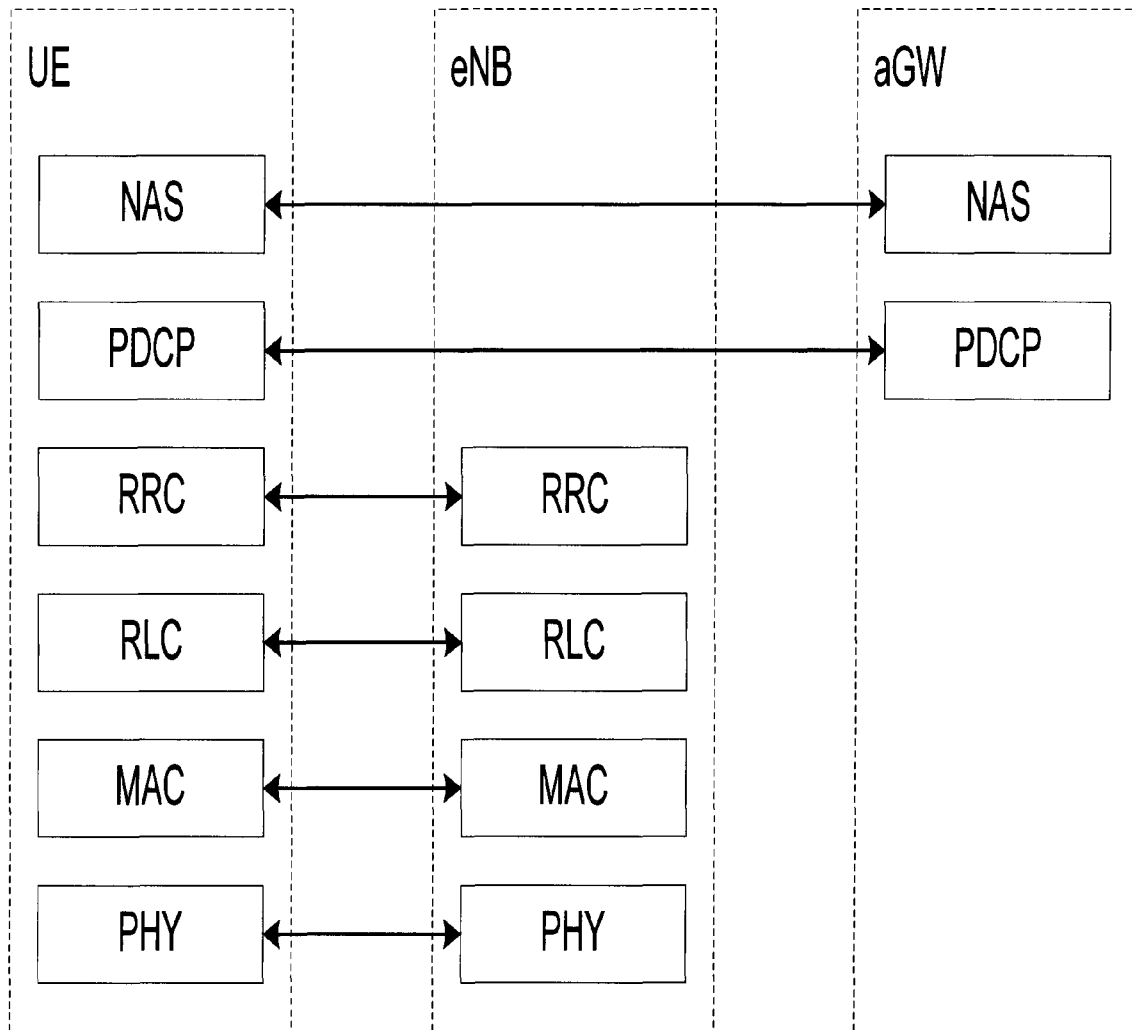 UE eNB aGW
NAS NAS
PDCP PDCP
RRC RRC
RLC RLC
MAC MAC
PHY PHY